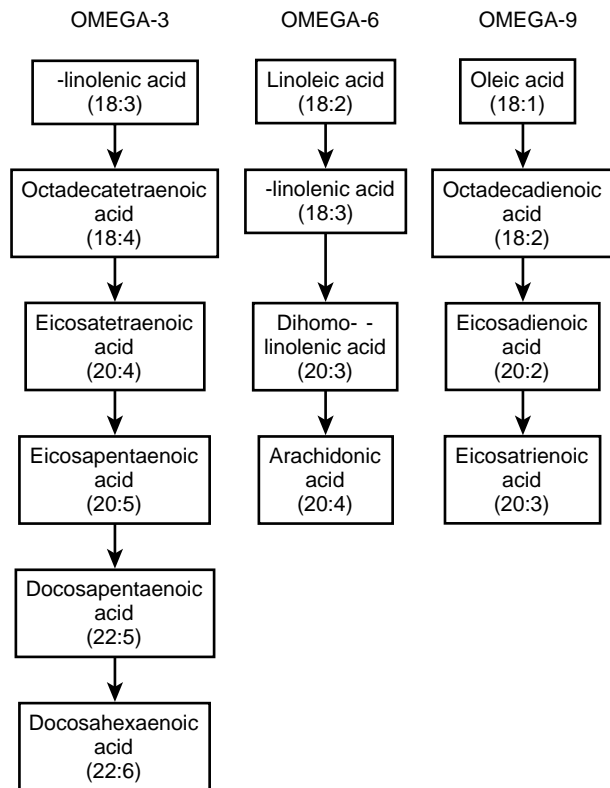 OMEGA-3
-linolenic acid
(18:3)
Octadecatetraenoic
acid
(18:4)
Eicosatetraenoic
acid
(20:4)
Eicosapentaenoic
acid
(20:5)
Docosapentaenoic
acid
(22:5)
Docosahexaenoic
acid
(22:6)
OMEGA-6
Linoleic acid
(18:2)
-linolenic acid
(18:3)
Dihomo- -
linolenic acid
(20:3)
Arachidonic
acid
(20:4)
OMEGA-9
Oleic acid
(18:1)
Octadecadienoic
acid
(18:2)
Eicosadienoic
acid
(20:2)
Eicosatrienoic
acid
(20:3)